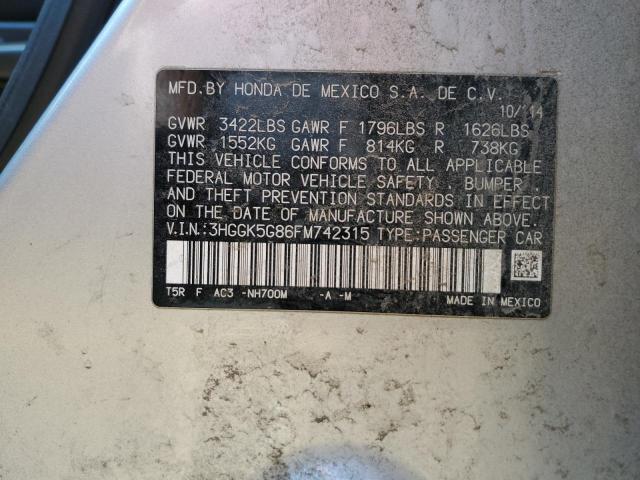 MFD.BY HONDA DE MEXICO S.A. DE C.V.
10/14
GVWR 3422LBS GAWR F 1796LBS R 1626LBS
GVWR 1552KG GAWR F 814KG R 738KG
THIS VEHICLE CONFORMS TO ALL APPLICABLE
FEDERAL MOTOR VEHICLE SAFETY . BUMPER .
AND THEFT PREVENTION STANDARDS IN EFFECT
ON THE DATE OF MANUFACTURE SHOWN ABOVE.
V.I.N.:3HGGK5G86FM742315 TYPE:PASSENGER CAR
T5R F AC3 -NH700M -A -M
MADE IN MEXICO